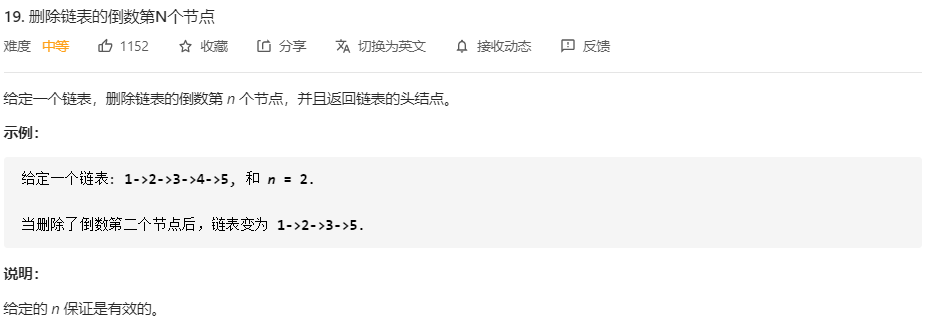 19. 删除链表的倒数第N个节点
难度 中等 1152 收藏 分享 切换为英文 接收动态 反馈
给定一个链表，删除链表的倒数第 n 个节点，并且返回链表的头结点。
示例：
给定一个链表: 1->2->3->4->5, 和 n = 2.
当删除了倒数第二个节点后，链表变为 1->2->3->5.
说明：
给定的 n 保证是有效的。